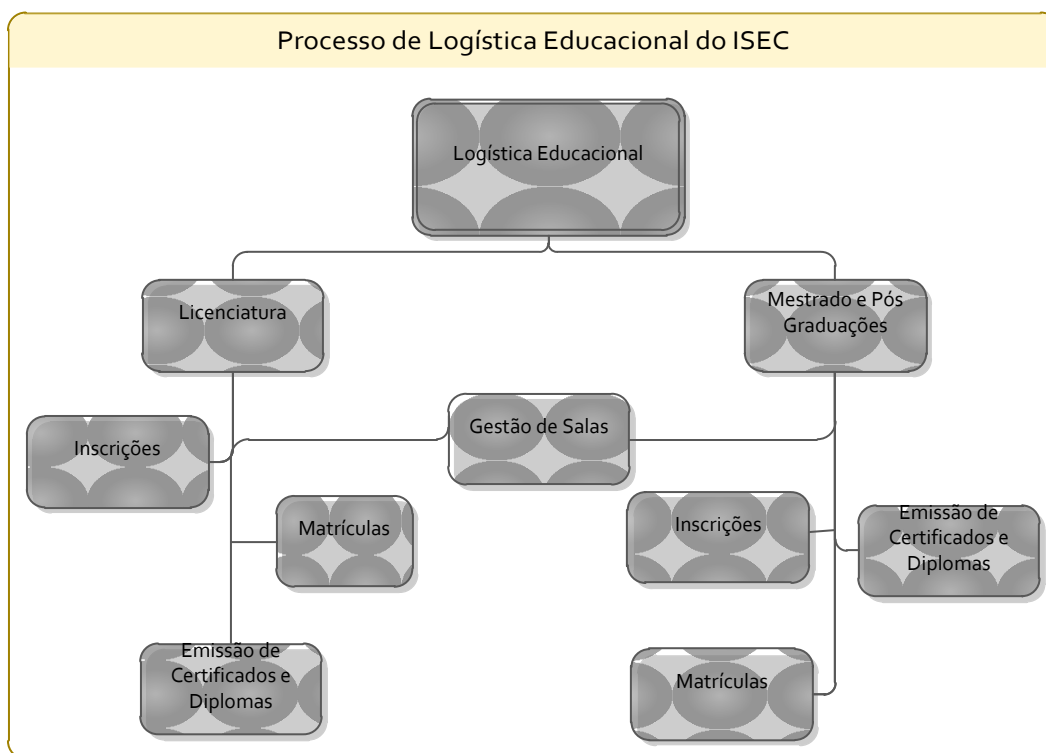 Processo de Logística Educacional do ISEC
Logística Educacional
Licenciatura
Mestrado e Pós
Graduações
Gestão de Salas
Inscrições
Matrículas
Inscrições
Emissão de
Certificados e
Diplomas
Emissão de
Certificados e
Diplomas
Matrículas